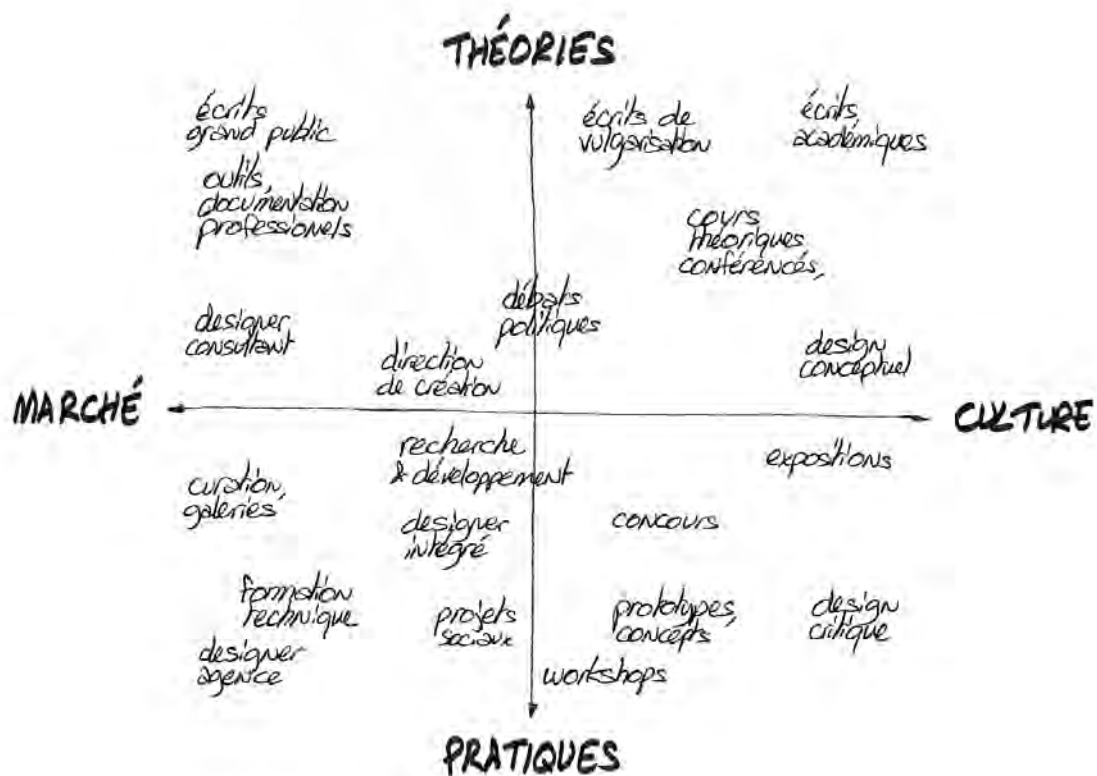 THÉORIES
écrits
grand public
écrits de
vulgarisation
écrits,
académiques
outils,
documentation
professionels
cours
théoriques
conférencés,
débats
politiques
designer
consultant
direction
de création
design
conceptuel
MARCHÉ
CULTURE
recherche
& développement
expositions
curation,
galeries
designer
intégré
concours
formation
technique
projets
sociaux
prototypes,
concepts,
design
critique
designer
agence
workshops
PRATIQUES